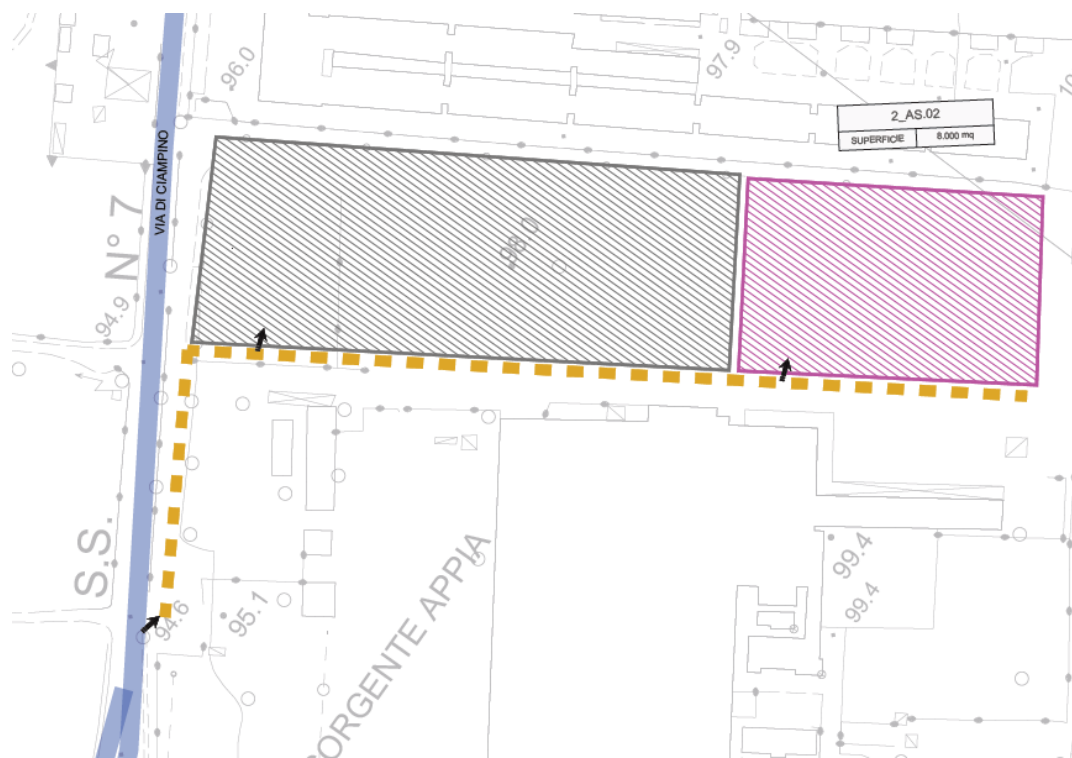 96.0
97.9
2_AS.02
SUPERFICIE 8.000 mq
VIA DI CIAMPINO
N° 7
98.0
94.9
S.S.
94.6
95.1
SORGENTE APPIA
99.4
99.4